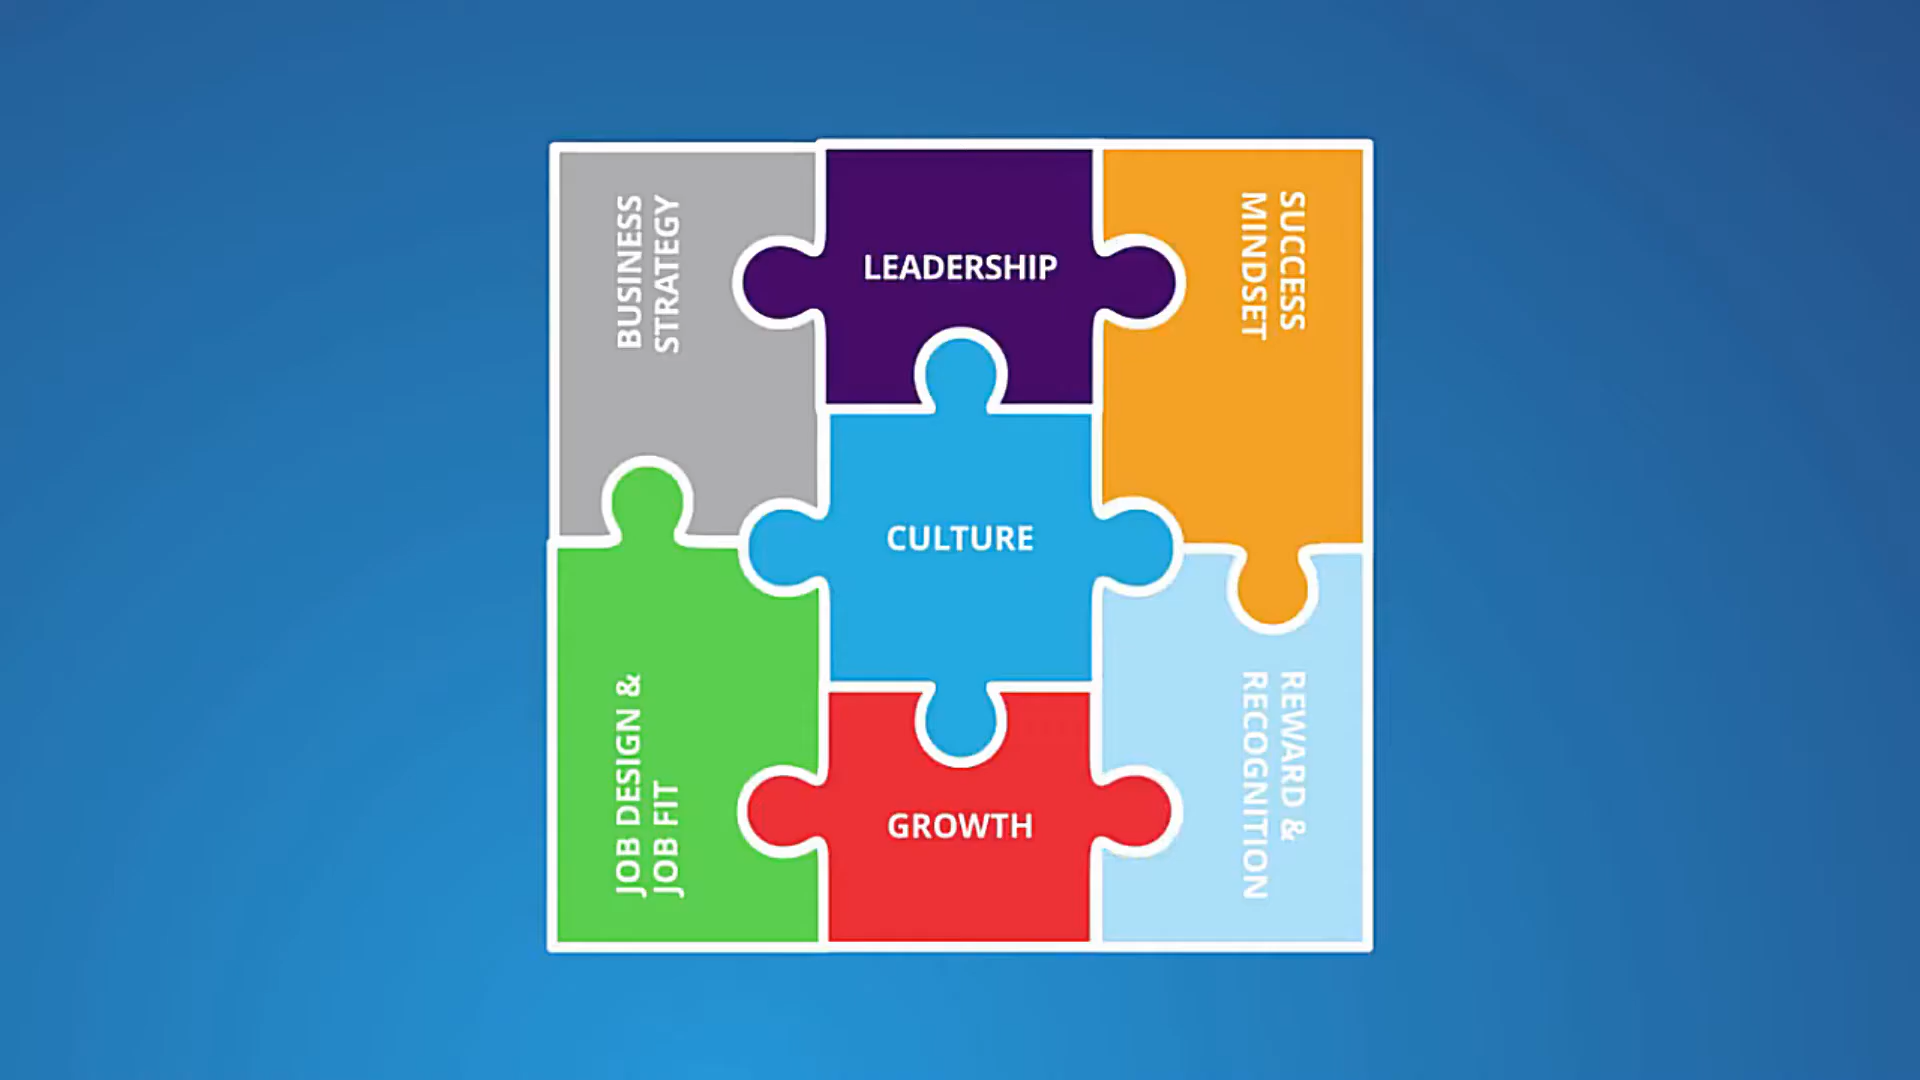 BUSINESS
STRATEGY
LEADERSHIP
SUCCESS
MINDSET
CULTURE
JOB DESIGN &
JOB FIT
GROWTH
REWARD &
RECOGNITION